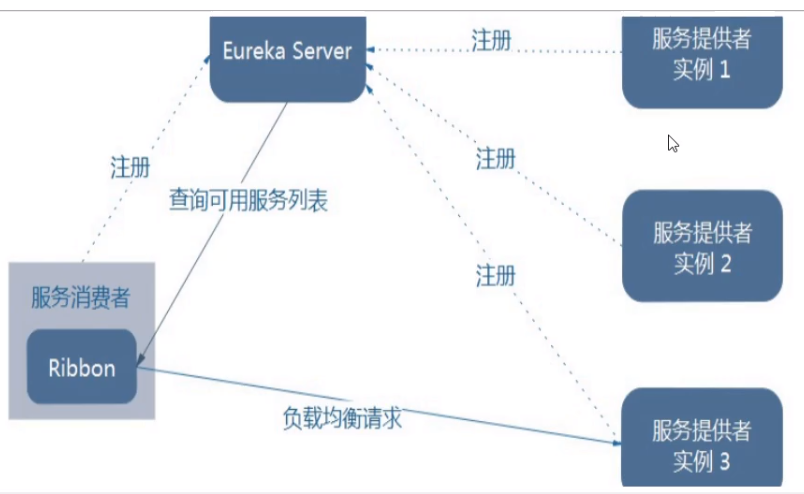 注册
服务提供者
实例 1
Eureka Server
注册
注册
查询可用服务列表
服务提供者
实例 2
注册
服务消费者
Ribbon
负载均衡请求
服务提供者
实例 3